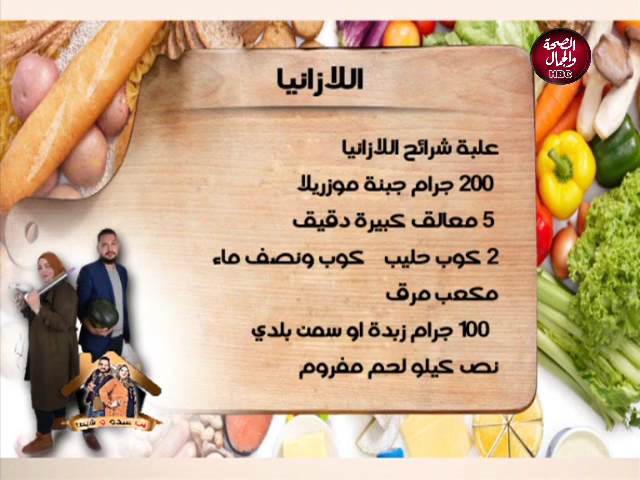 الصحة
والجمال
HBC
اللازانيا
علبة شرائح اللازانيا
200 جرام جبنة موزريلا
5 معالق كبيرة دقيق
2 كوب حليب كوب ونصف ماء
مكعب مرق
100 جرام زبدة او سمن بلدي
نص كيلو لحم مفروم